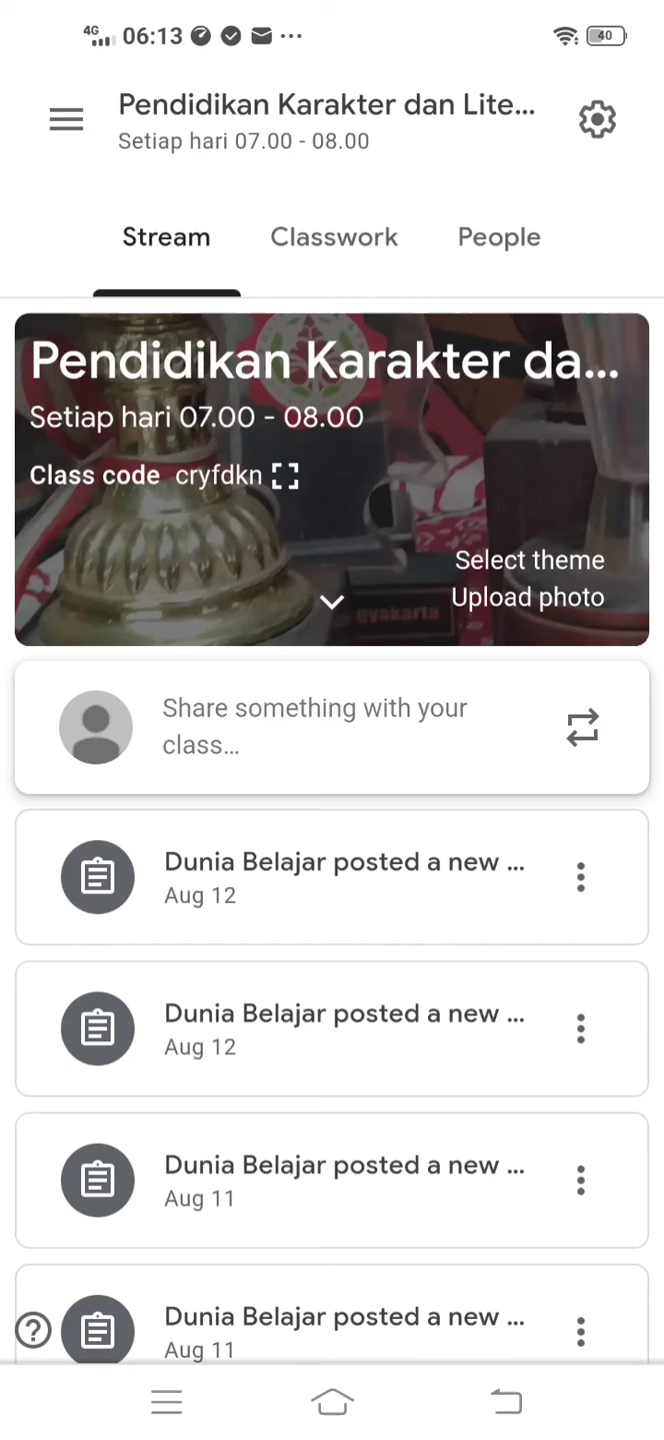 4G 06:13 ... 40
Pendidikan Karakter dan Lite...
Setiap hari 07.00 - 08.00
Stream Classwork People
Pendidikan Karakter da...
Setiap hari 07.00 - 08.00
Class code cryfdkn
Select theme
Upload photo
Share something with your
class...
Dunia Belajar posted a new ...
Aug 12
Dunia Belajar posted a new ...
Aug 12
Dunia Belajar posted a new ...
Aug 11
Dunia Belajar posted a new ...
Aug 11